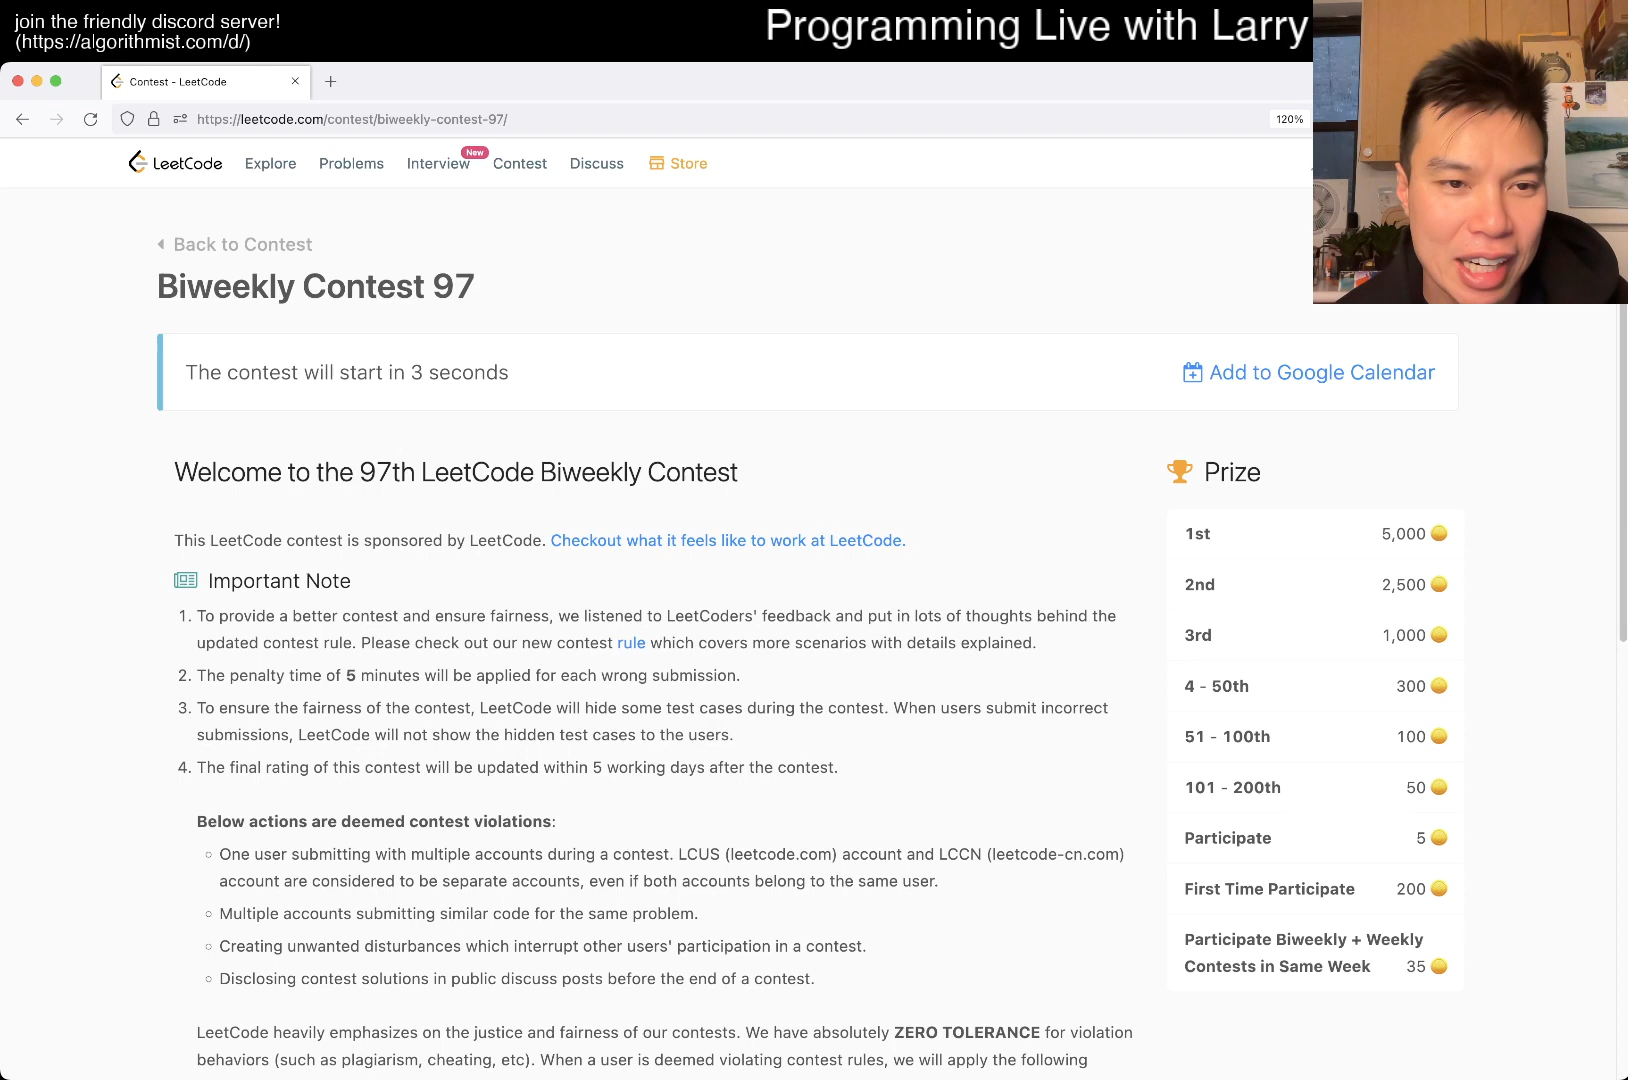 join the friendly discord server!
(https://algorithmist.com/d/)
Programming Live with Larry
Contest - LeetCode
https://leetcode.com/contest/biweekly-contest-97/
120%
LeetCode
Explore
Problems
Interview
New
Contest
Discuss
Store
Back to Contest
Biweekly Contest 97
The contest will start in 3 seconds
Add to Google Calendar
Welcome to the 97th LeetCode Biweekly Contest
This LeetCode contest is sponsored by LeetCode. Checkout what it feels like to work at LeetCode.
Important Note
1. To provide a better contest and ensure fairness, we listened to LeetCoders' feedback and put in lots of thoughts behind the
updated contest rule. Please check out our new contest rule which covers more scenarios with details explained.
2. The penalty time of 5 minutes will be applied for each wrong submission.
3. To ensure the fairness of the contest, LeetCode will hide some test cases during the contest. When users submit incorrect
submissions, LeetCode will not show the hidden test cases to the users.
4. The final rating of this contest will be updated within 5 working days after the contest.
Below actions are deemed contest violations:
One user submitting with multiple accounts during a contest. LCUS (leetcode.com) account and LCCN (leetcode-cn.com)
account are considered to be separate accounts, even if both accounts belong to the same user.
Multiple accounts submitting similar code for the same problem.
Creating unwanted disturbances which interrupt other users' participation in a contest.
Disclosing contest solutions in public discuss posts before the end of a contest.
LeetCode heavily emphasizes on the justice and fairness of our contests. We have absolutely ZERO TOLERANCE for violation
behaviors (such as plagiarism, cheating, etc). When a user is deemed violating contest rules, we will apply the following
Prize
1st 5,000
2nd 2,500
3rd 1,000
4 - 50th 300
51 - 100th 100
101 - 200th 50
Participate 5
First Time Participate 200
Participate Biweekly + Weekly
Contests in Same Week 35